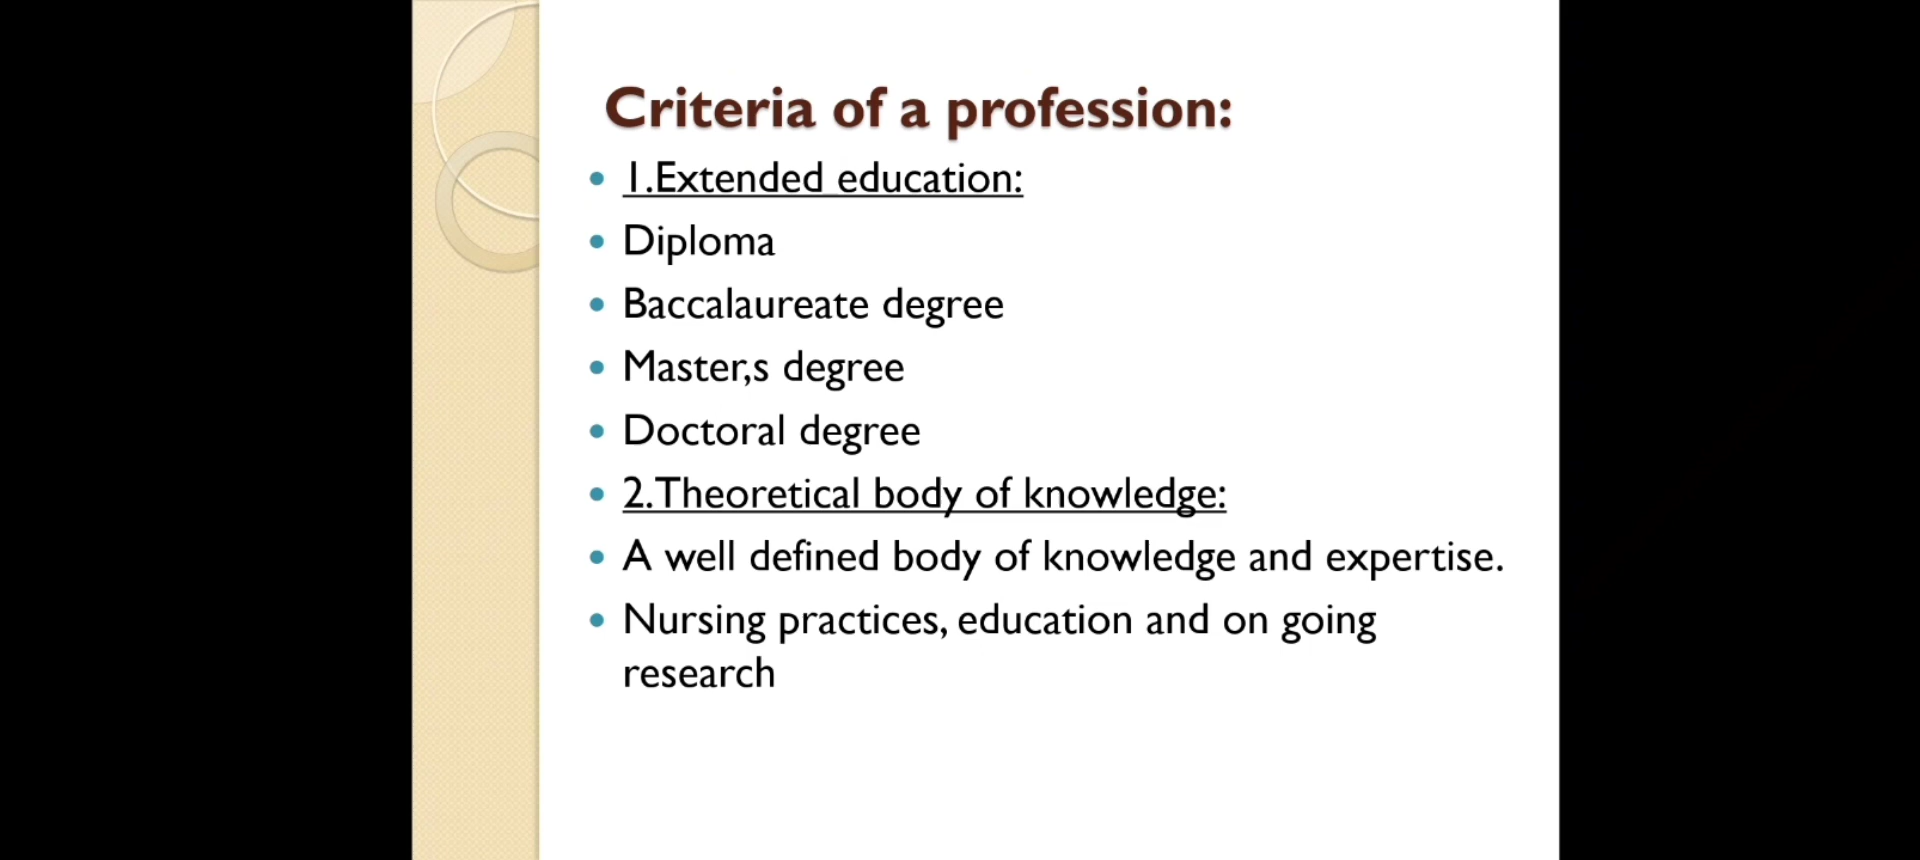 Criteria of a profession:
• 1.Extended education:
• Diploma
• Baccalaureate degree
• Master,s degree
• Doctoral degree
• 2.Theoretical body of knowledge:
• A well defined body of knowledge and expertise.
• Nursing practices, education and on going
research